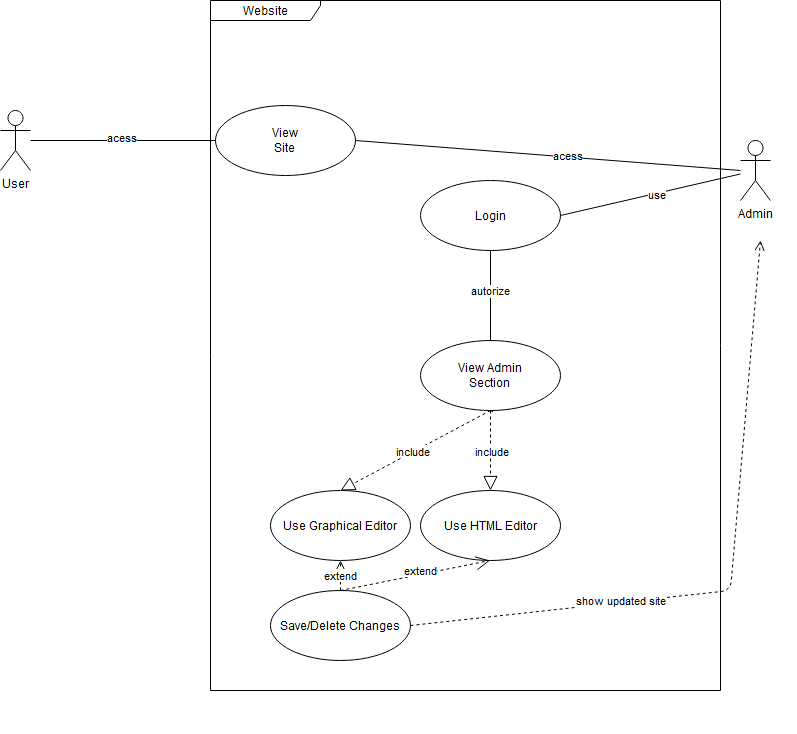 Website
acess
View
Site
User
acess
use
Admin
Login
autorize
View Admin
Section
include
include
Use Graphical Editor
Use HTML Editor
extend
extend
Save/Delete Changes
show updated site